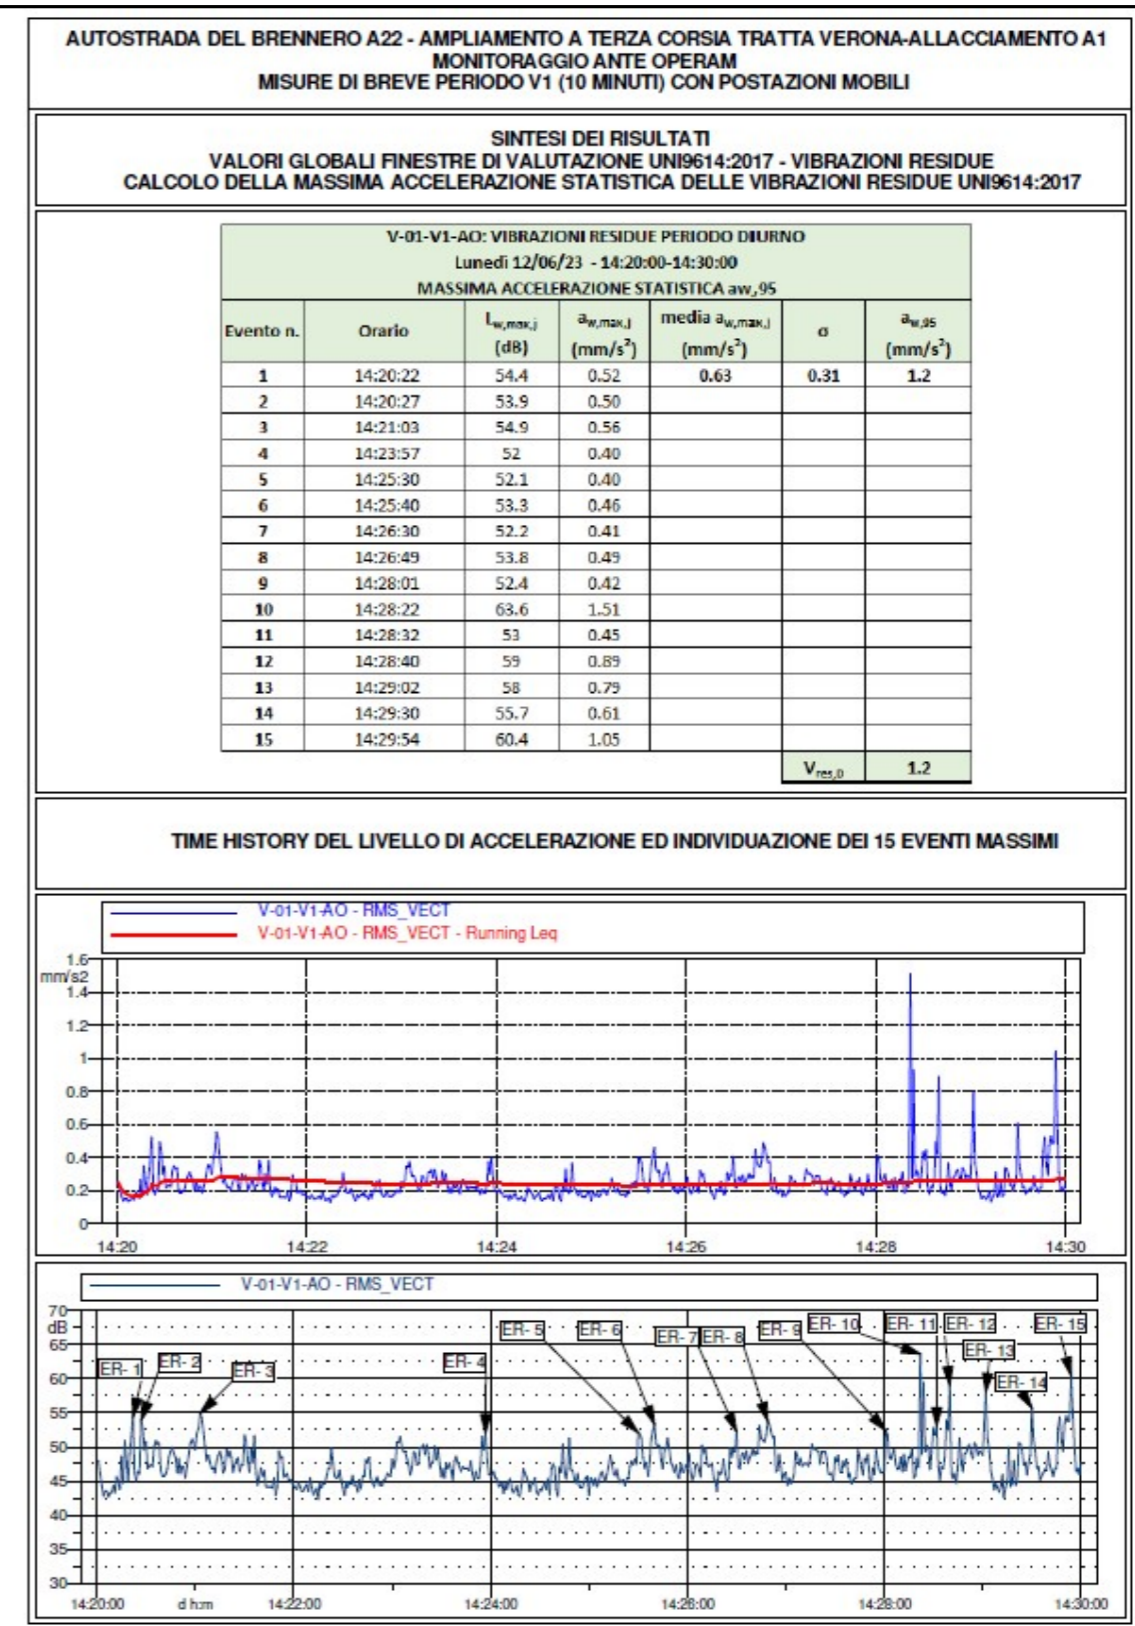 AUTOSTRADA DEL BRENNERO A22 - AMPLIAMENTO A TERZA CORSIA TRATTA VERONA-ALLACCIAMENTO A1
MONITORAGGIO ANTE OPERAM
MISURE DI BREVE PERIODO V1 (10 MINUTI) CON POSTAZIONI MOBILI
SINTESI DEI RISULTATI
VALORI GLOBALI FINESTRE DI VALUTAZIONE UNI9614:2017 - VIBRAZIONI RESIDUE
CALCOLO DELLA MASSIMA ACCELERAZIONE STATISTICA DELLE VIBRAZIONI RESIDUE UNI9614:2017
V-01-V1-AO: VIBRAZIONI RESIDUE PERIODO DIURNO
Lunedì 12/06/23 - 14:20:00-14:30:00
MASSIMA ACCELERAZIONE STATISTICA aw,95
Evento n. Orario Lw,max,j (dB) aw,max,j (mm/s²) media aw,max,j (mm/s²) σ aw,95 (mm/s²)
1 14:20:22 54.4 0.52 0.63 0.31 1.2
2 14:20:27 53.9 0.50
3 14:21:03 54.9 0.56
4 14:23:57 52 0.40
5 14:25:30 52.1 0.40
6 14:25:40 53.3 0.46
7 14:26:30 52.2 0.41
8 14:26:49 53.8 0.49
9 14:28:01 52.4 0.42
10 14:28:22 63.6 1.51
11 14:28:32 53 0.45
12 14:28:40 59 0.89
13 14:29:02 58 0.79
14 14:29:30 55.7 0.61
15 14:29:54 60.4 1.05
Vres,D 1.2
TIME HISTORY DEL LIVELLO DI ACCELERAZIONE ED INDIVIDUAZIONE DEI 15 EVENTI MASSIMI
V-01-V1-AO - RMS_VECT
V-01-V1-AO - RMS_VECT - Running Leq
1.6
mm/s2
1.4
1.2
1
0.8
0.6
0.4
0.2
0
14:20 14:22 14:24 14:26 14:28 14:30
V-01-V1-AO - RMS_VECT
70
dB
65
60
55
50
45
40
35
30
ER- 1 ER- 2 ER- 3 ER- 4 ER- 5 ER- 6 ER- 7 ER- 8 ER- 9 ER- 10 ER- 11 ER- 12 ER- 13 ER- 14 ER- 15
14:20:00 d h:m 14:22:00 14:24:00 14:26:00 14:28:00 14:30:00